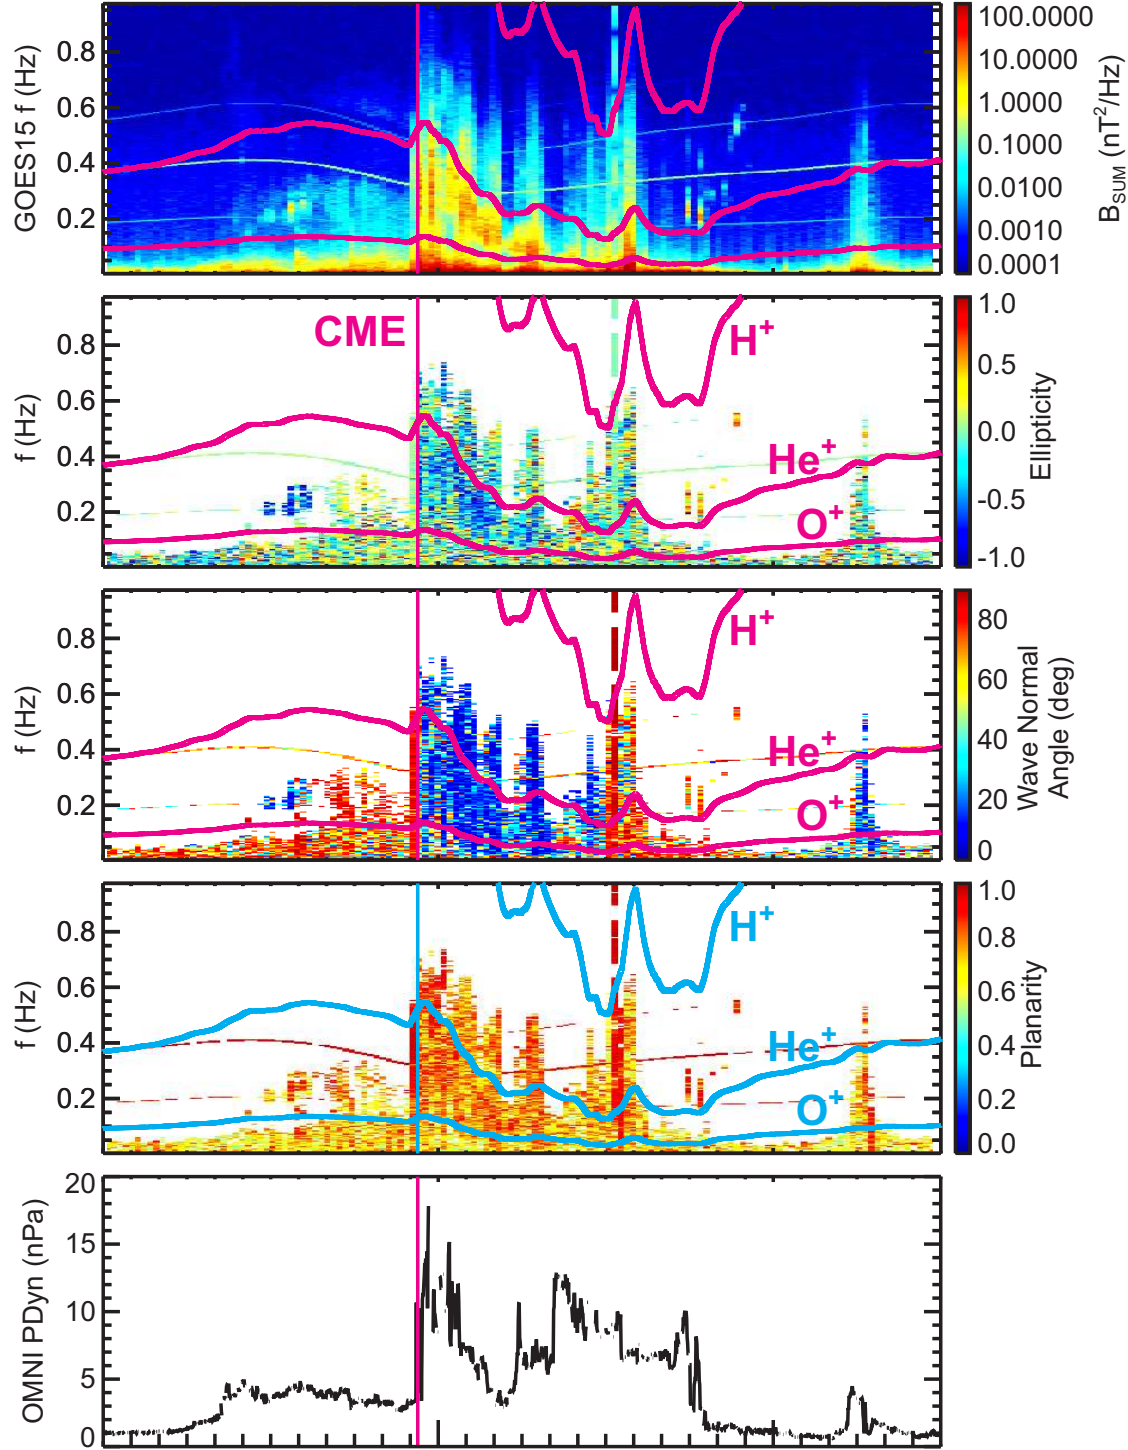 GOES15 f (Hz)
0.8
0.6
0.4
0.2
100.0000
10.0000
1.0000
0.1000
0.0100
0.0010
0.0001
B_SUM (nT²/Hz)
f (Hz)
0.8
0.6
0.4
0.2
CME
H⁺
He⁺
O⁺
1.0
0.5
0.0
-0.5
-1.0
Ellipticity
f (Hz)
0.8
0.6
0.4
0.2
H⁺
He⁺
O⁺
80
60
40
20
0
Wave Normal
Angle (deg)
f (Hz)
0.8
0.6
0.4
0.2
H⁺
He⁺
O⁺
1.0
0.8
0.6
0.4
0.2
0.0
Planarity
OMNI PDyn (nPa)
20
15
10
5
0